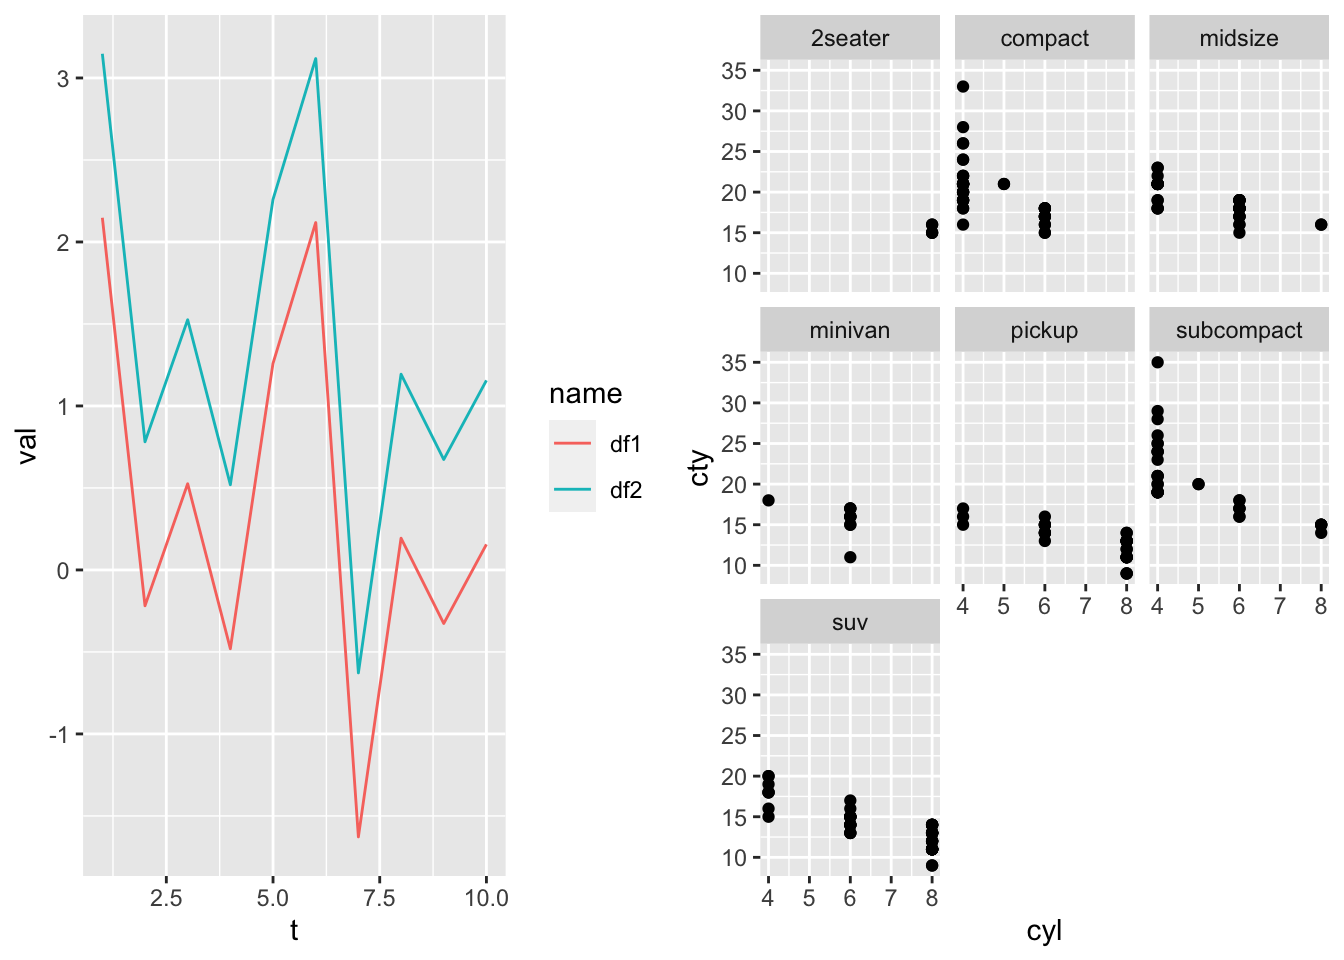 3
2
1
0
-1
val
2.5 5.0 7.5 10.0
t
name
df1
df2
2seater compact midsize
35
30
25
20
15
10
minivan pickup subcompact
35
30
25
20
15
10
4 5 6 7 8 4 5 6 7 8
suv
35
30
25
20
15
10
4 5 6 7 8
cty
cyl